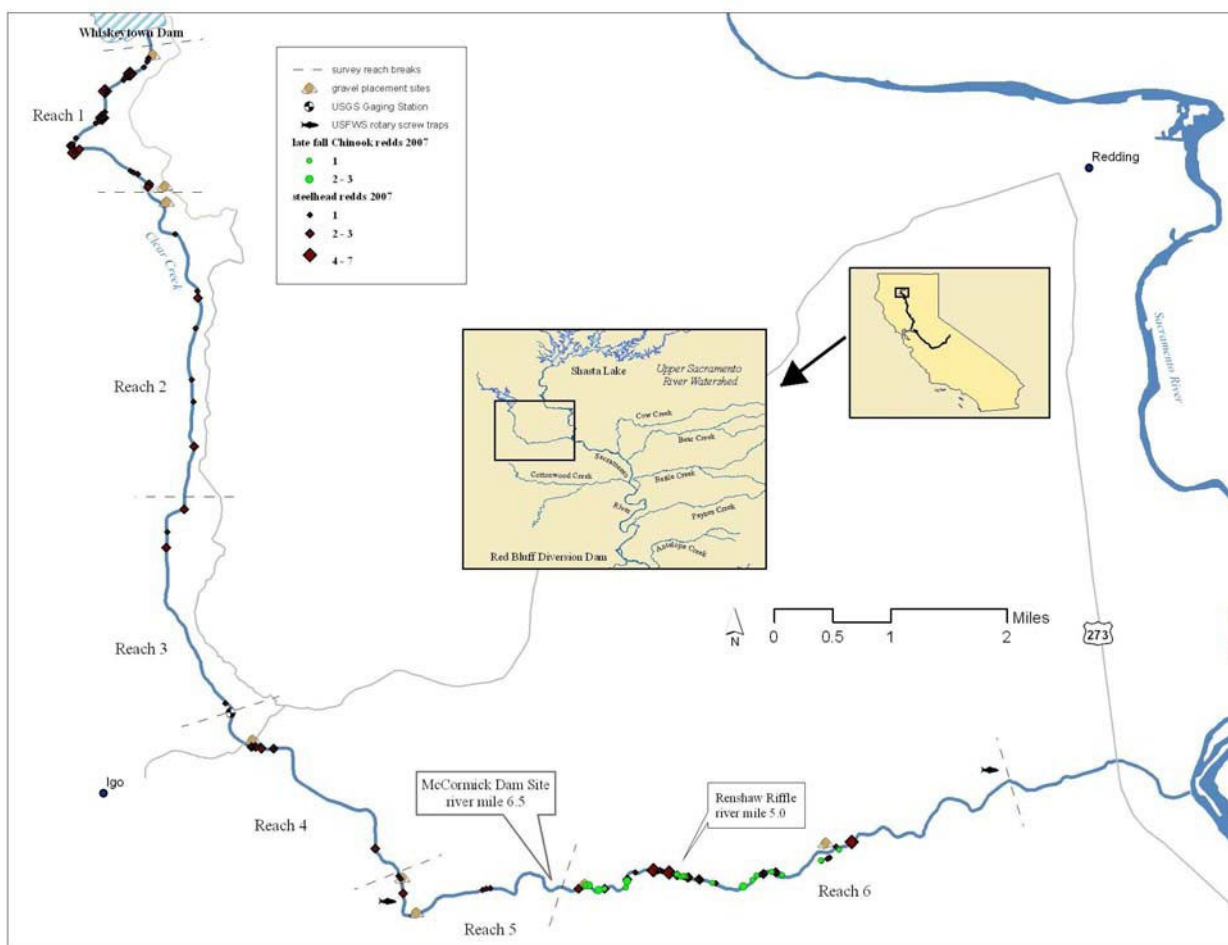 Whiskeytown Dam
survey reach breaks
gravel placement sites
USGS Gaging Station
USFWS rotary screw traps
late fall Chinook redds 2007
1
2 - 3
steelhead redds 2007
1
2 - 3
4 - 7
Reach 1
Redding
Clear Creek
Sacramento River
Shasta Lake
Upper Sacramento
River Watershed
Cow Creek
Bear Creek
Sacramento
River
Cottonwood Creek
Battle Creek
Paynes Creek
Antelope Creek
Red Bluff Diversion Dam
Reach 2
Miles
0 0.5 1 2
N
273
Reach 3
Igo
McCormick Dam Site
river mile 6.5
Renshaw Riffle
river mile 5.0
Reach 4
Reach 5
Reach 6